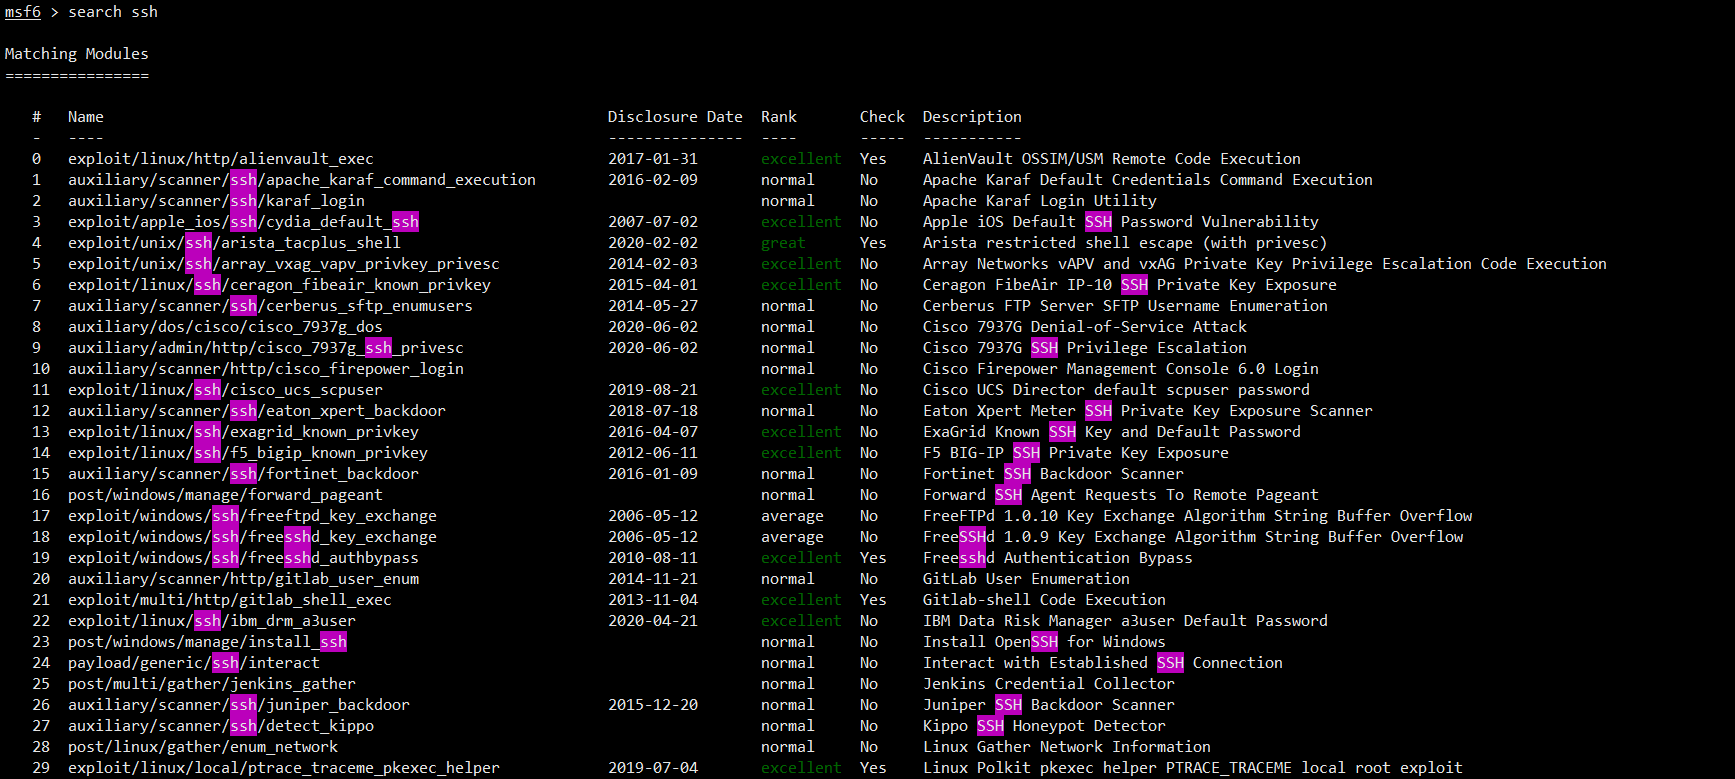 msf6 > search ssh
Matching Modules
================
# Name Disclosure Date Rank Check Description
- ---- --------------- ---- ----- -----------
0 exploit/linux/http/alienvault_exec 2017-01-31 excellent Yes AlienVault OSSIM/USM Remote Code Execution
1 auxiliary/scanner/ssh/apache_karaf_command_execution 2016-02-09 normal No Apache Karaf Default Credentials Command Execution
2 auxiliary/scanner/ssh/karaf_login normal No Apache Karaf Login Utility
3 exploit/apple_ios/ssh/cydia_default_ssh 2007-07-02 excellent No Apple iOS Default SSH Password Vulnerability
4 exploit/unix/ssh/arista_tacplus_shell 2020-02-02 great Yes Arista restricted shell escape (with privesc)
5 exploit/unix/ssh/array_vxag_vapv_privkey_privesc 2014-02-03 excellent No Array Networks vAPV and vxAG Private Key Privilege Escalation Code Execution
6 exploit/linux/ssh/ceragon_fibeair_known_privkey 2015-04-01 excellent No Ceragon FibeAir IP-10 SSH Private Key Exposure
7 auxiliary/scanner/ssh/cerberus_sftp_enumusers 2014-05-27 normal No Cerberus FTP Server SFTP Username Enumeration
8 auxiliary/dos/cisco/cisco_7937g_dos 2020-06-02 normal No Cisco 7937G Denial-of-Service Attack
9 auxiliary/admin/http/cisco_7937g_ssh_privesc 2020-06-02 normal No Cisco 7937G SSH Privilege Escalation
10 auxiliary/scanner/http/cisco_firepower_login normal No Cisco Firepower Management Console 6.0 Login
11 exploit/linux/ssh/cisco_ucs_scpuser 2019-08-21 excellent No Cisco UCS Director default scpuser password
12 auxiliary/scanner/ssh/eaton_xpert_backdoor 2018-07-18 normal No Eaton Xpert Meter SSH Private Key Exposure Scanner
13 exploit/linux/ssh/exagrid_known_privkey 2016-04-07 excellent No ExaGrid Known SSH Key and Default Password
14 exploit/linux/ssh/f5_bigip_known_privkey 2012-06-11 excellent No F5 BIG-IP SSH Private Key Exposure
15 auxiliary/scanner/ssh/fortinet_backdoor 2016-01-09 normal No Fortinet SSH Backdoor Scanner
16 post/windows/manage/forward_pageant normal No Forward SSH Agent Requests To Remote Pageant
17 exploit/windows/ssh/freeftpd_key_exchange 2006-05-12 average No FreeFTPd 1.0.10 Key Exchange Algorithm String Buffer Overflow
18 exploit/windows/ssh/freesshd_key_exchange 2006-05-12 average No FreeSSHd 1.0.9 Key Exchange Algorithm String Buffer Overflow
19 exploit/windows/ssh/freesshd_authbypass 2010-08-11 excellent Yes Freesshd Authentication Bypass
20 auxiliary/scanner/http/gitlab_user_enum 2014-11-21 normal No GitLab User Enumeration
21 exploit/multi/http/gitlab_shell_exec 2013-11-04 excellent Yes Gitlab-shell Code Execution
22 exploit/linux/ssh/ibm_drm_a3user 2020-04-21 excellent No IBM Data Risk Manager a3user Default Password
23 post/windows/manage/install_ssh normal No Install OpenSSH for Windows
24 payload/generic/ssh/interact normal No Interact with Established SSH Connection
25 post/multi/gather/jenkins_gather normal No Jenkins Credential Collector
26 auxiliary/scanner/ssh/juniper_backdoor 2015-12-20 normal No Juniper SSH Backdoor Scanner
27 auxiliary/scanner/ssh/detect_kippo normal No Kippo SSH Honeypot Detector
28 post/linux/gather/enum_network normal No Linux Gather Network Information
29 exploit/linux/local/ptrace_traceme_pkexec_helper 2019-07-04 excellent Yes Linux Polkit pkexec helper PTRACE_TRACEME local root exploit